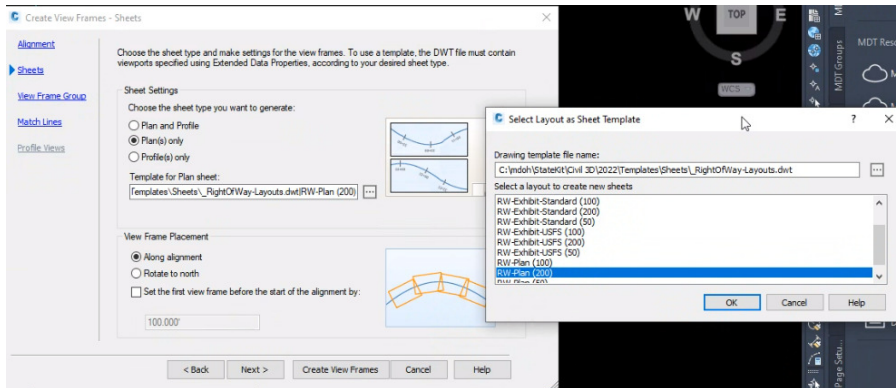 Create View Frames - Sheets
Alignment
Sheets
View Frame Group
Match Lines
Profile Views
Choose the sheet type and make settings for the view frames. To use a template, the DWT file must contain
viewports specified using Extended Data Properties, according to your desired sheet type.
Sheet Settings
Choose the sheet type you want to generate:
Plan and Profile
Plan(s) only
Profile(s) only
Template for Plan sheet:
Templates\Sheets\_RightOfWay-Layouts.dwt|RW-Plan (200)
...
View Frame Placement
Along alignment
Rotate to north
Set the first view frame before the start of the alignment by:
100.000'
< Back
Next >
Create View Frames
Cancel
Help
W
TOP
E
S
WCS
MDT Groups
MDT Reso
Select Layout as Sheet Template
?
Drawing template file name:
C:\mdoh\StateKit\Civil 3D\2022\Templates\Sheets\_RightOfWay-Layouts.dwt
...
Select a layout to create new sheets
RW-Exhibit-Standard (100)
RW-Exhibit-Standard (200)
RW-Exhibit-Standard (50)
RW-Exhibit-USFS (100)
RW-Exhibit-USFS (200)
RW-Exhibit-USFS (50)
RW-Plan (100)
RW-Plan (200)
RW-Plan (50)
OK
Cancel
Help
Page Setu...